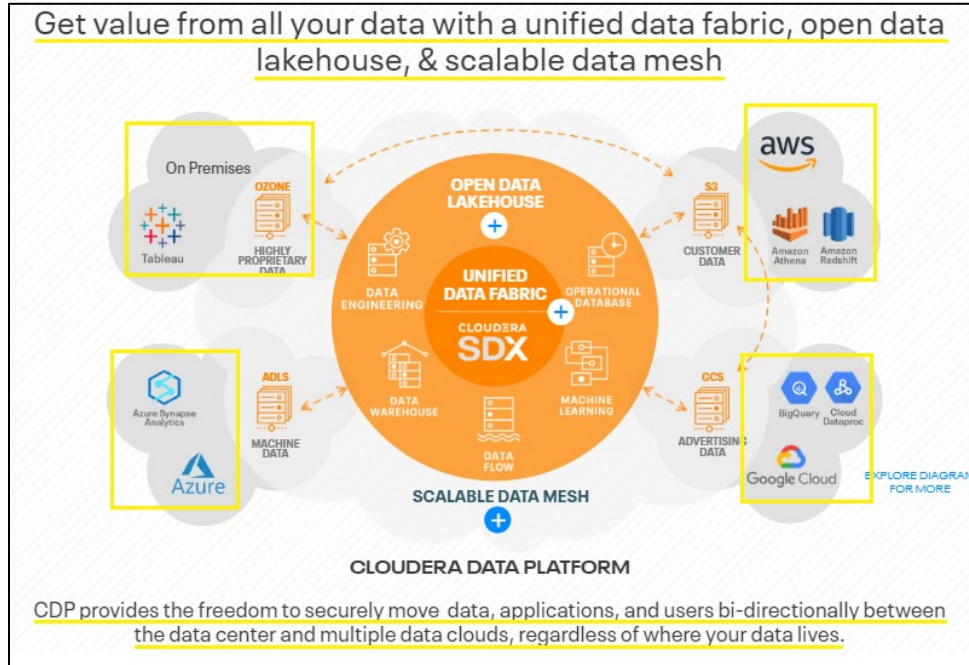 Get value from all your data with a unified data fabric, open data
lakehouse, & scalable data mesh
On Premises
Tableau
OZONE
HIGHLY
PROPRIETARY
DATA
OPEN DATA
LAKEHOUSE
DATA
ENGINEERING
UNIFIED
DATA FABRIC
CLOUDERA
SDX
OPERATIONAL
DATABASE
DATA
WAREHOUSE
DATA
FLOW
MACHINE
LEARNING
S3
CUSTOMER
DATA
aws
Amazon
Athena
Amazon
Redshift
Azure Synapse
Analytics
Azure
ADLS
MACHINE
DATA
GCS
ADVERTISING
DATA
BigQuery
Cloud
Dataproc
Google Cloud
EXPLORE DIAGRAM
FOR MORE
SCALABLE DATA MESH
CLOUDERA DATA PLATFORM
CDP provides the freedom to securely move data, applications, and users bi-directionally between
the data center and multiple data clouds, regardless of where your data lives.